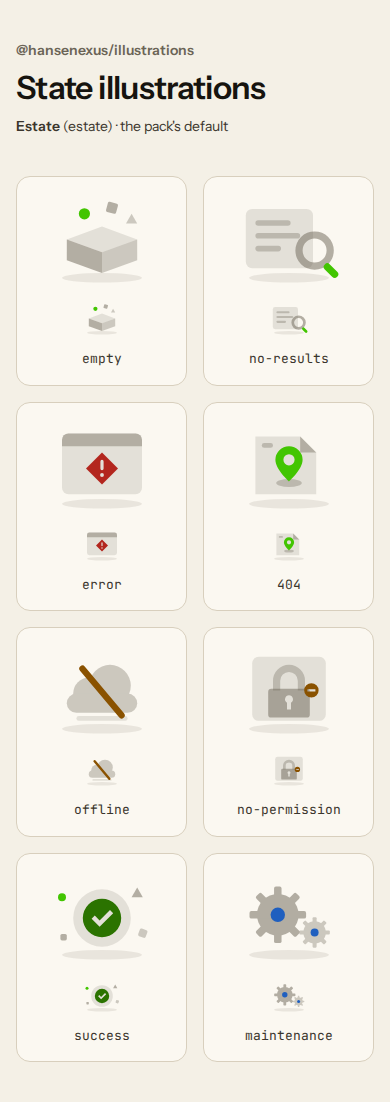 @hansenexus/illustrations
State illustrations
Estate (estate) · the pack's default
empty
no-results
error
404
offline
no-permission
success
maintenance